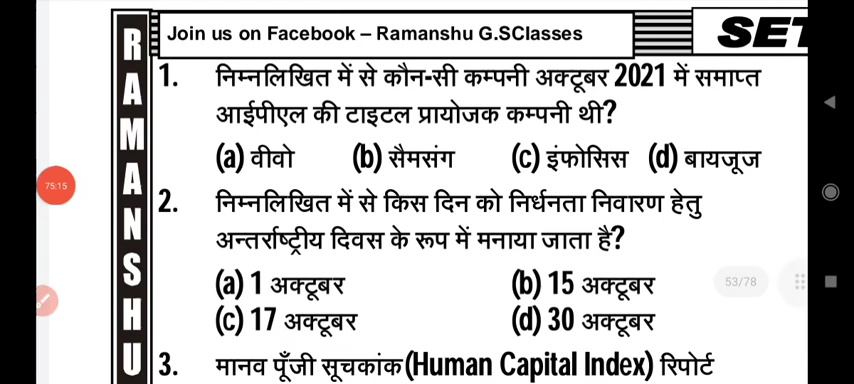 Join us on Facebook – Ramanshu G.SClasses
SET
RAMANSHU
1. निम्नलिखित में से कौन-सी कम्पनी अक्टूबर 2021 में समाप्त
आईपीएल की टाइटल प्रायोजक कम्पनी थी?
(a) वीवो (b) सैमसंग (c) इंफोसिस (d) बायजूज
2. निम्नलिखित में से किस दिन को निर्धनता निवारण हेतु
अन्तर्राष्ट्रीय दिवस के रूप में मनाया जाता है?
(a) 1 अक्टूबर (b) 15 अक्टूबर
(c) 17 अक्टूबर (d) 30 अक्टूबर
3. मानव पूँजी सूचकांक(Human Capital Index) रिपोर्ट
75:15
53/78